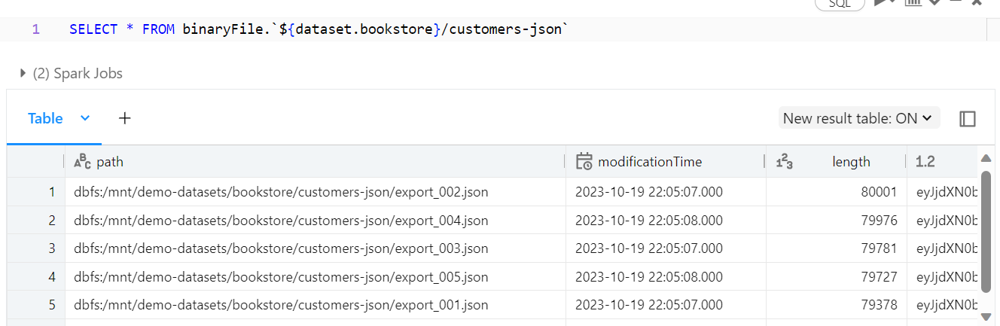 SQL
1 SELECT * FROM binaryFile.`${dataset.bookstore}/customers-json`
(2) Spark Jobs
Table
New result table: ON
path modificationTime length 1.2
1 dbfs:/mnt/demo-datasets/bookstore/customers-json/export_002.json 2023-10-19 22:05:07.000 80001 eyJjdXN0b
2 dbfs:/mnt/demo-datasets/bookstore/customers-json/export_004.json 2023-10-19 22:05:08.000 79976 eyJjdXN0b
3 dbfs:/mnt/demo-datasets/bookstore/customers-json/export_003.json 2023-10-19 22:05:07.000 79781 eyJjdXN0b
4 dbfs:/mnt/demo-datasets/bookstore/customers-json/export_005.json 2023-10-19 22:05:08.000 79727 eyJjdXN0b
5 dbfs:/mnt/demo-datasets/bookstore/customers-json/export_001.json 2023-10-19 22:05:07.000 79378 eyJjdXN0b